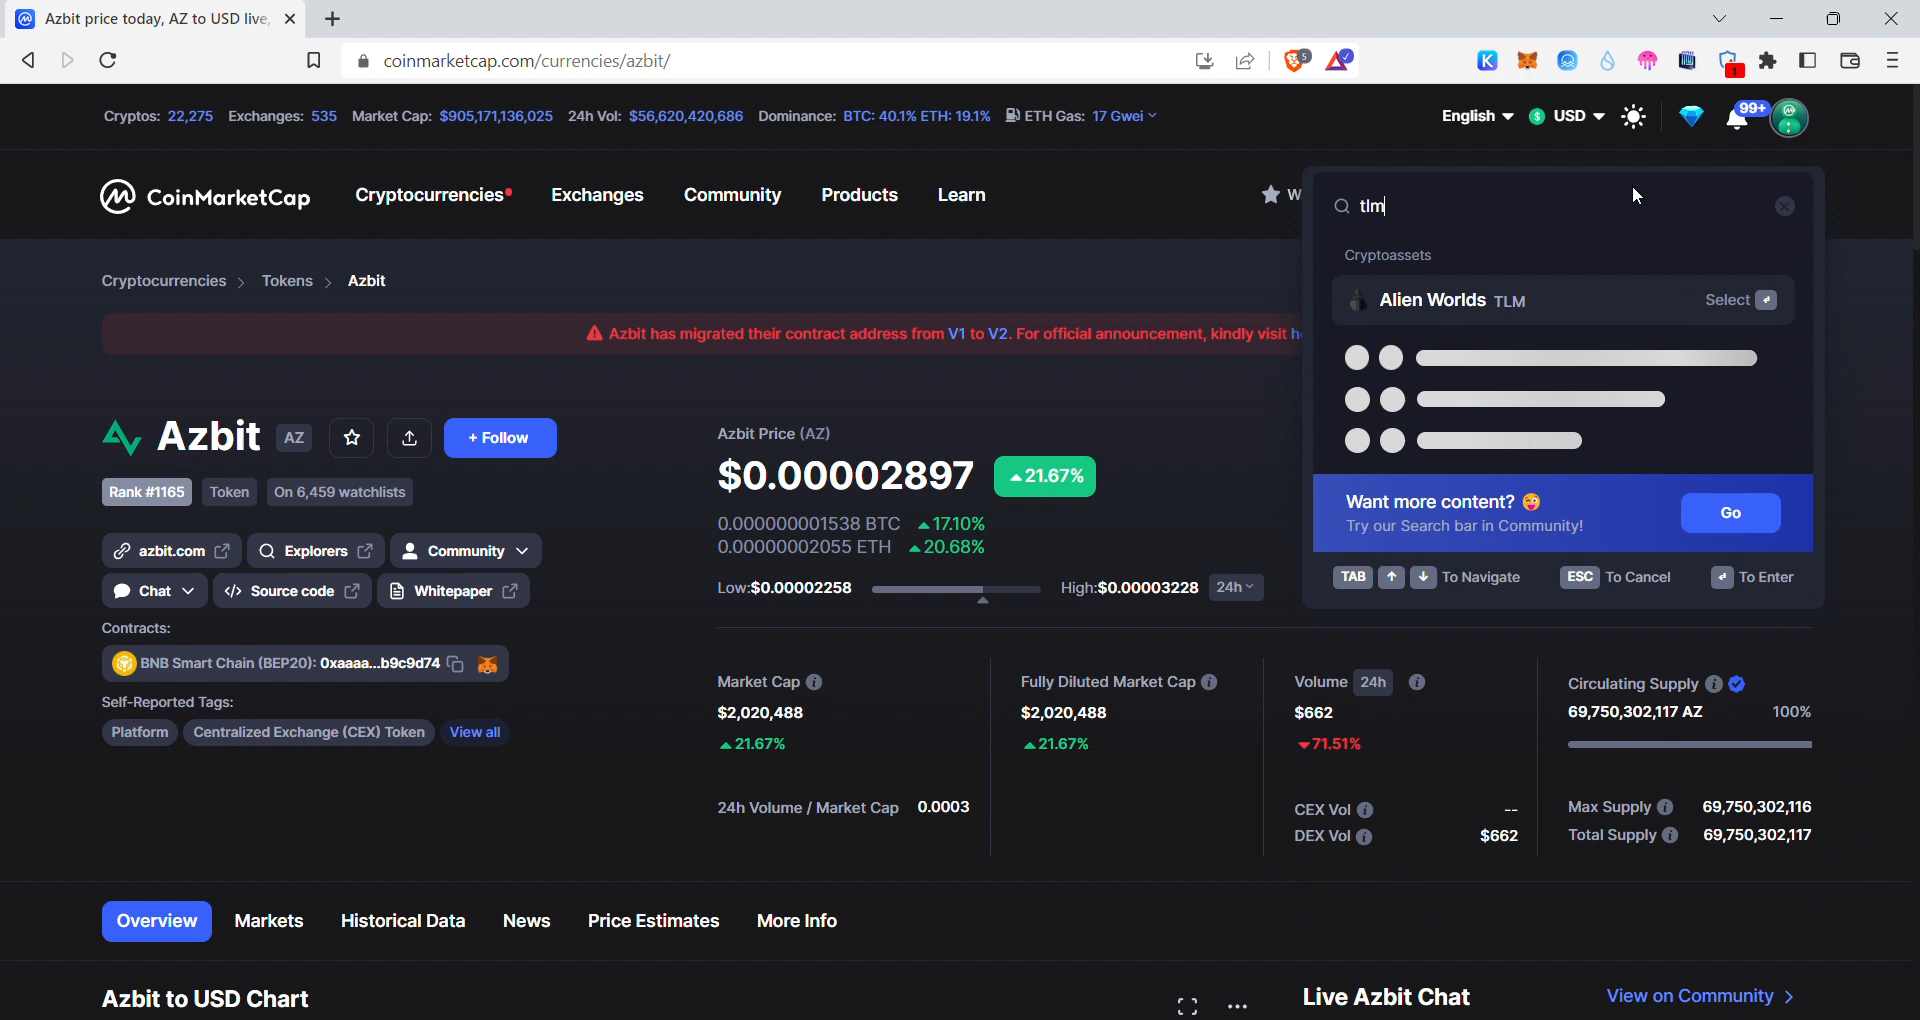 Azbit price today, AZ to USD live,
coinmarketcap.com/currencies/azbit/
5
1
Cryptos: 22,275 Exchanges: 535 Market Cap: $905,171,136,025 24h Vol: $56,620,420,686 Dominance: BTC: 40.1% ETH: 19.1% ETH Gas: 17 Gwei
English USD 99+
CoinMarketCap Cryptocurrencies Exchanges Community Products Learn
W
tlm
Cryptoassets
Alien Worlds TLM Select
Want more content? 😜
Try our Search bar in Community!
Go
TAB ↑ ↓ To Navigate ESC To Cancel To Enter
Cryptocurrencies > Tokens > Azbit
Azbit has migrated their contract address from V1 to V2. For official announcement, kindly visit h
Azbit AZ + Follow
Rank #1165 Token On 6,459 watchlists
azbit.com Explorers Community
Chat Source code Whitepaper
Contracts:
BNB Smart Chain (BEP20): 0xaaaa...b9c9d74
Self-Reported Tags:
Platform Centralized Exchange (CEX) Token View all
Azbit Price (AZ)
$0.00002897 21.67%
0.000000001538 BTC 17.10%
0.00000002055 ETH 20.68%
Low:$0.00002258 High:$0.00003228 24h
Market Cap
$2,020,488
21.67%
24h Volume / Market Cap 0.0003
Fully Diluted Market Cap
$2,020,488
21.67%
Volume 24h
$662
71.51%
CEX Vol --
DEX Vol $662
Circulating Supply
69,750,302,117 AZ 100%
Max Supply 69,750,302,116
Total Supply 69,750,302,117
Overview Markets Historical Data News Price Estimates More Info
Azbit to USD Chart
Live Azbit Chat View on Community >